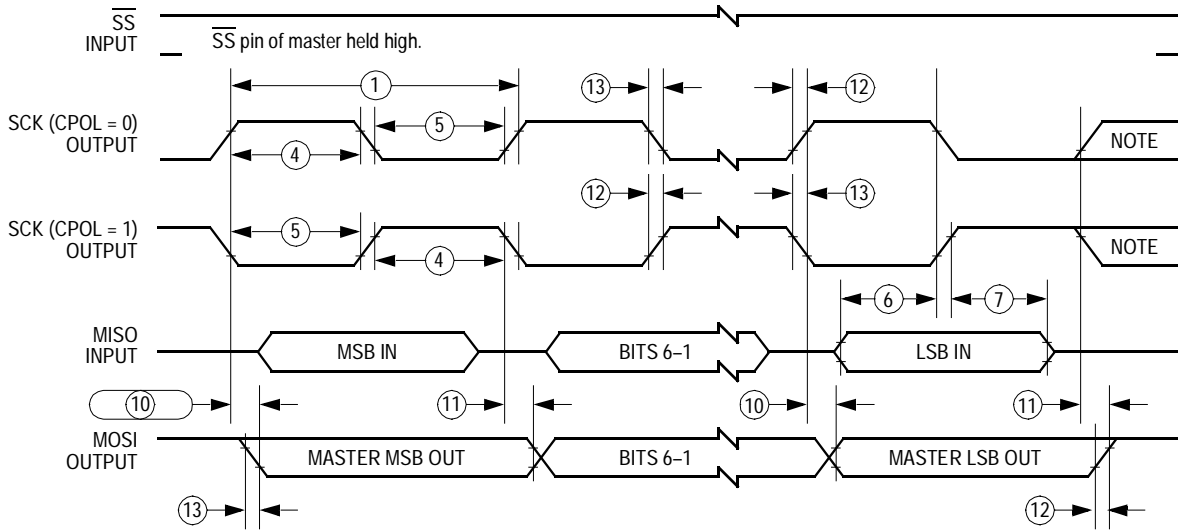 SS
INPUT
SS pin of master held high.
1
13
12
SCK (CPOL = 0)
OUTPUT
5
4
NOTE
12
13
SCK (CPOL = 1)
OUTPUT
5
4
NOTE
6
7
MISO
INPUT
MSB IN
BITS 6–1
LSB IN
10
11
10
11
MOSI
OUTPUT
MASTER MSB OUT
BITS 6–1
MASTER LSB OUT
13
12